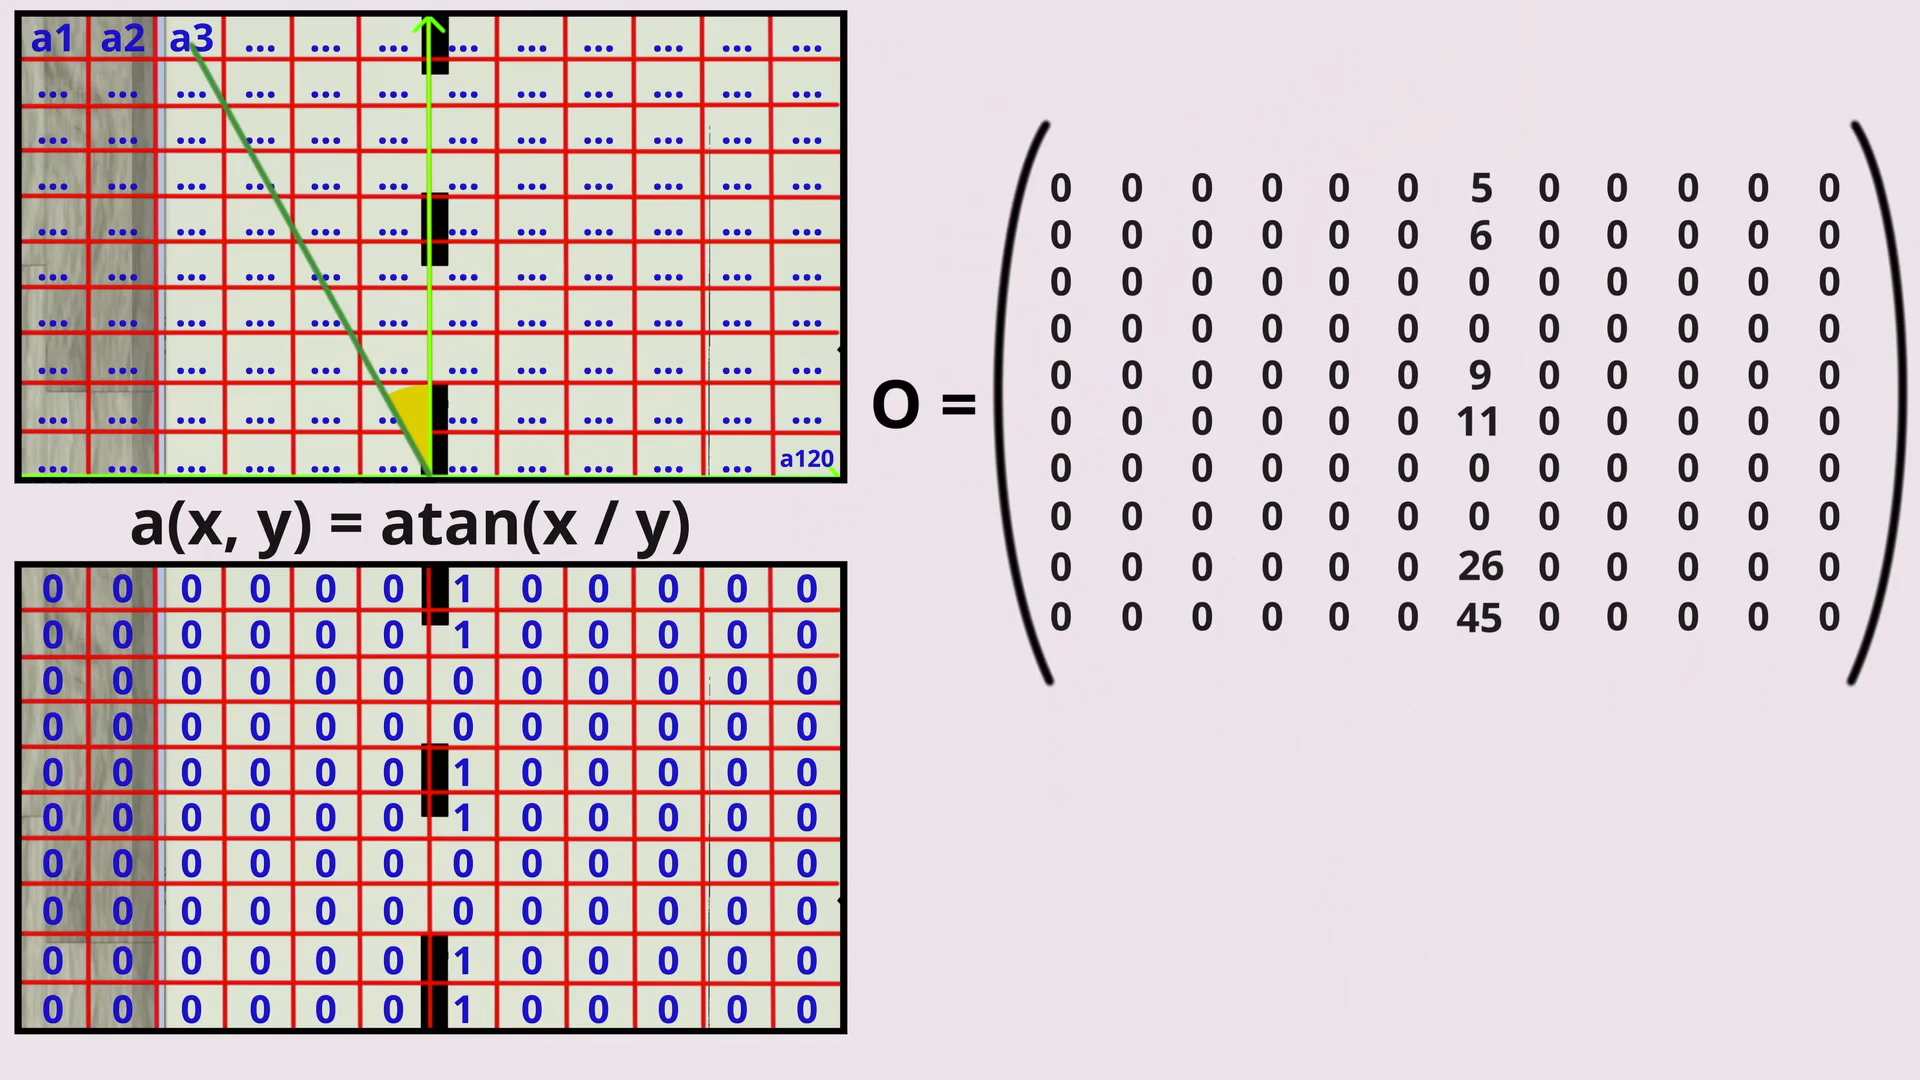 a1 a2 a3 ... ... ... ... ... ... ... ... ...
... ... ... ... ... ... ... ... ... ... ... ...
... ... ... ... ... ... ... ... ... ... ... ...
... ... ... ... ... ... ... ... ... ... ... ...
... ... ... ... ... ... ... ... ... ... ... ...
... ... ... ... ... ... ... ... ... ... ... ...
... ... ... ... ... ... ... ... ... ... ... ...
... ... ... ... ... ... ... ... ... ... ... ...
... ... ... ... ... ... ... ... ... ... ... ...
... ... ... ... ... ... ... ... ... ... ... a120
a(x, y) = atan(x / y)
0 0 0 0 0 0 1 0 0 0 0 0
0 0 0 0 0 0 1 0 0 0 0 0
0 0 0 0 0 0 0 0 0 0 0 0
0 0 0 0 0 0 0 0 0 0 0 0
0 0 0 0 0 0 1 0 0 0 0 0
0 0 0 0 0 0 1 0 0 0 0 0
0 0 0 0 0 0 0 0 0 0 0 0
0 0 0 0 0 0 0 0 0 0 0 0
0 0 0 0 0 0 1 0 0 0 0 0
0 0 0 0 0 0 1 0 0 0 0 0
O =
0 0 0 0 0 0 5 0 0 0 0 0
0 0 0 0 0 0 6 0 0 0 0 0
0 0 0 0 0 0 0 0 0 0 0 0
0 0 0 0 0 0 0 0 0 0 0 0
0 0 0 0 0 0 9 0 0 0 0 0
0 0 0 0 0 0 11 0 0 0 0 0
0 0 0 0 0 0 0 0 0 0 0 0
0 0 0 0 0 0 0 0 0 0 0 0
0 0 0 0 0 0 26 0 0 0 0 0
0 0 0 0 0 0 45 0 0 0 0 0